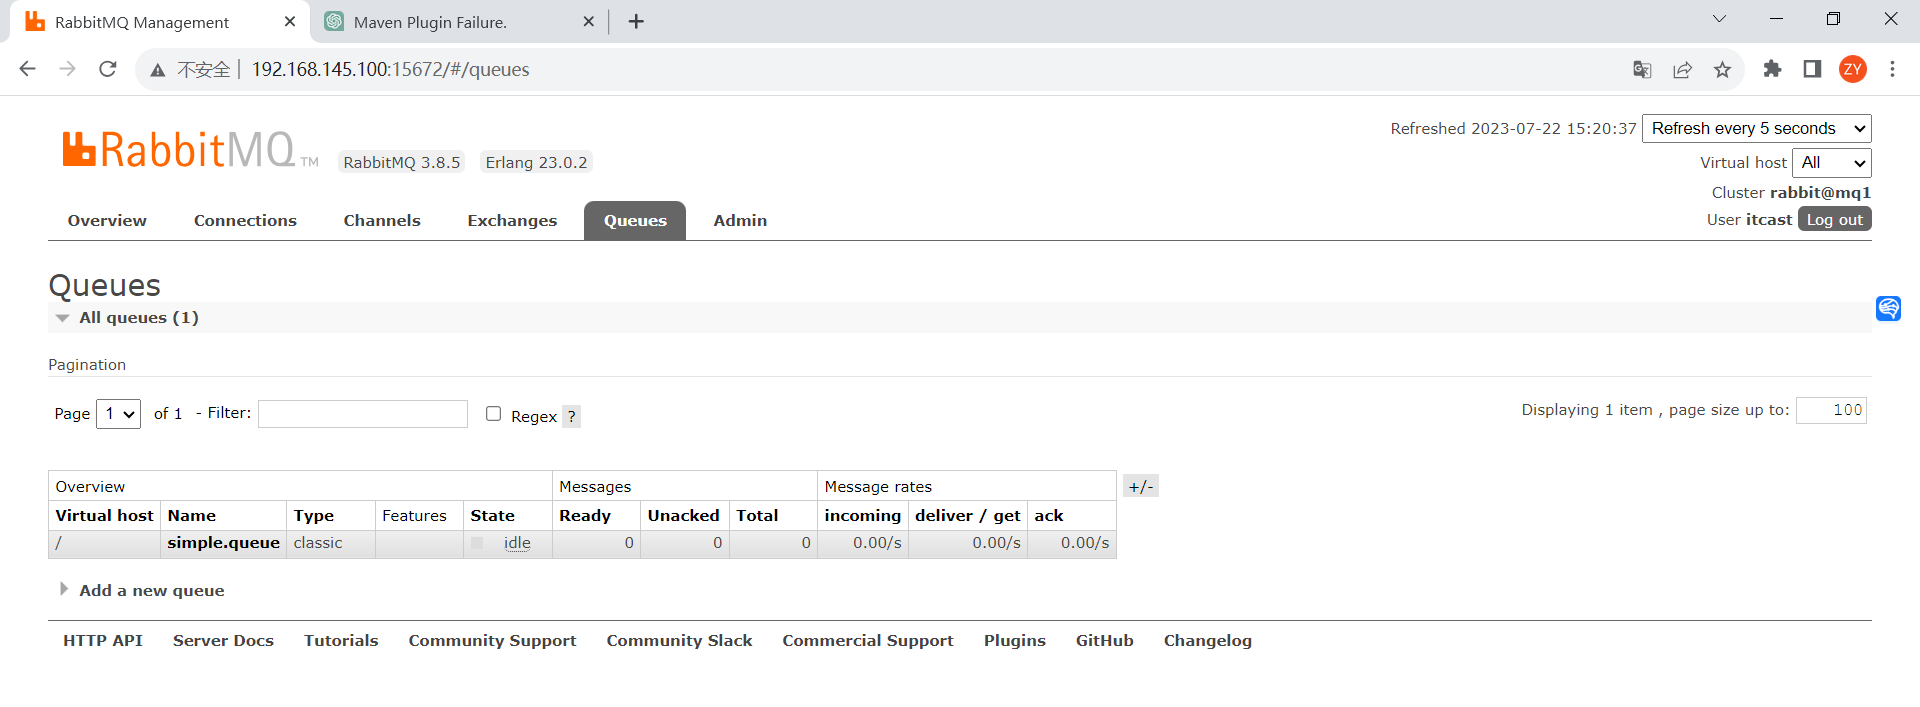 RabbitMQ Management
Maven Plugin Failure.
不安全 192.168.145.100:15672/#/queues
ZY
RabbitMQ TM RabbitMQ 3.8.5 Erlang 23.0.2
Refreshed 2023-07-22 15:20:37 Refresh every 5 seconds
Virtual host All
Cluster rabbit@mq1
User itcast Log out
Overview Connections Channels Exchanges Queues Admin
Queues
All queues (1)
Pagination
Page 1 of 1 - Filter: Regex ?
Displaying 1 item , page size up to: 100
Overview Messages Message rates +/-
Virtual host Name Type Features State Ready Unacked Total incoming deliver / get ack
/ simple.queue classic idle 0 0 0 0.00/s 0.00/s 0.00/s
Add a new queue
HTTP API Server Docs Tutorials Community Support Community Slack Commercial Support Plugins GitHub Changelog